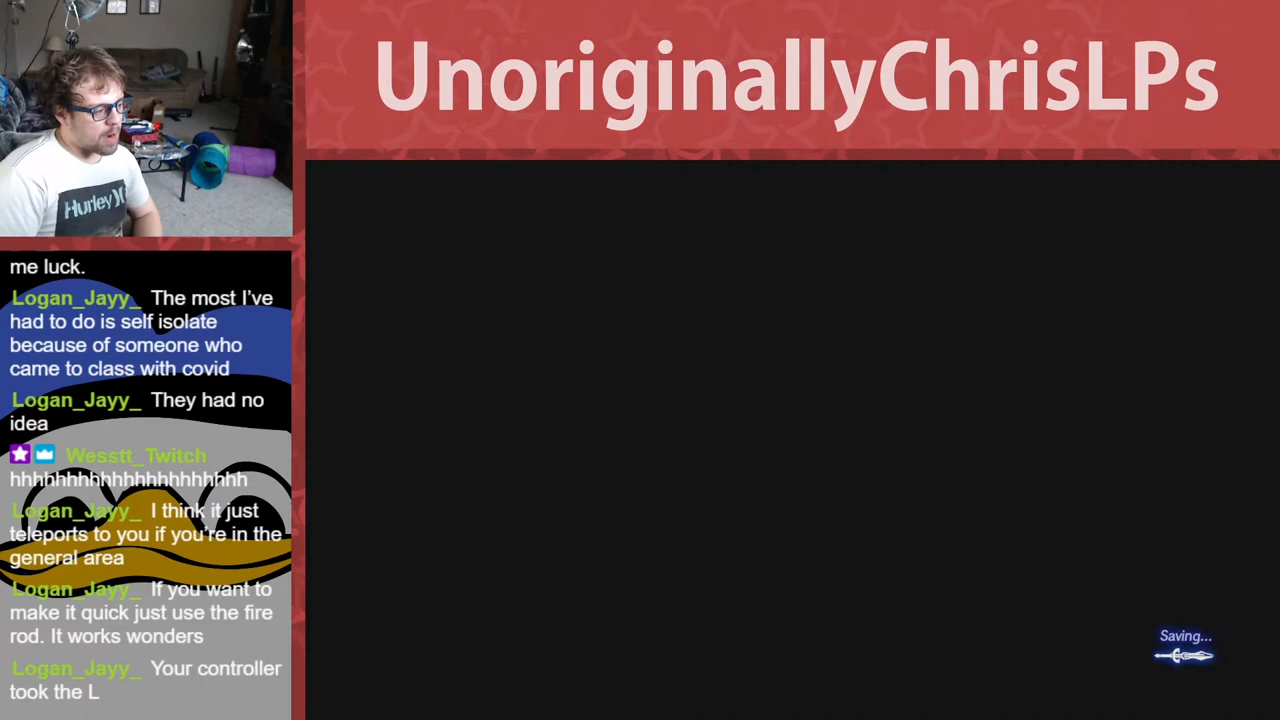 UnoriginallyChrisLPs
Hurley
me luck.
Logan_Jayy_ The most I've
had to do is self isolate
because of someone who
came to class with covid
Logan_Jayy_ They had no
idea
Wesstt_Twitch
hhhhhhhhhhhhhhhhhhhhh
Logan_Jayy_ I think it just
teleports to you if you're in the
general area
Logan_Jayy_ If you want to
make it quick just use the fire
rod. It works wonders
Logan_Jayy_ Your controller
took the L
Saving...